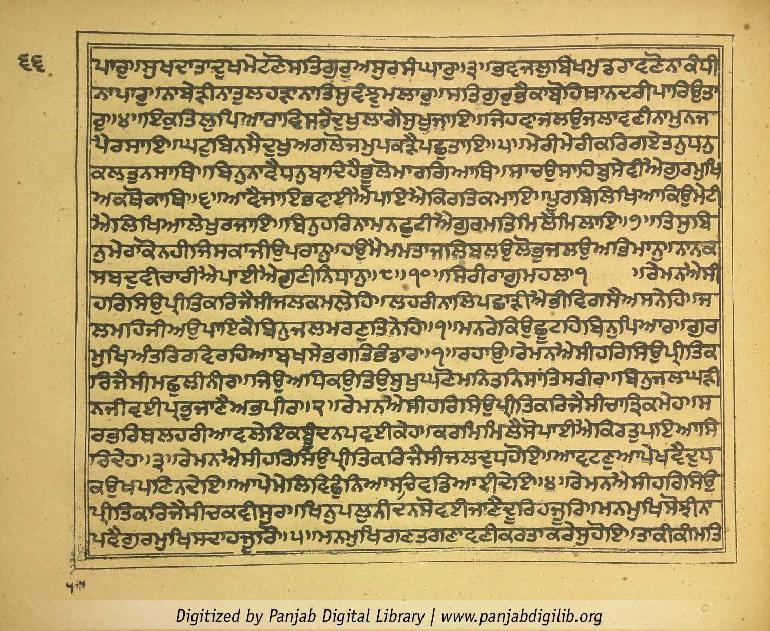 ੬੬
ਪਾਰੁ॥ਸੁਖਦਾਤਾਦੁਖਮੇਟਣੋਸਤਿਗੁਰੁਅਸੁਰਸੰਘਾਰੁ॥੩॥ਭਵਜਲੁਬਿਖਮੁਡਰਾਵਣੋਨਾਕੰਧੀ
ਨਾਪਾਰੁ॥ਨਾਬੇੜੀਨਾਤੁਲਹੜਾਨਾਤਿਸੁਵੰਝੁਮਲਾਰੁ॥ਸਤਿਗੁਰੁਭੈਕਾਬੋਹਿਥਾਨਦਰੀਪਾਰਿਉਤਾ
ਰੁ॥੪॥ਇਕੁਤਿਲੁਪਿਆਰਾਵਿਸਰੈਦੁਖੁਲਾਗੈਸੁਖੁਜਾਇ॥ਜਿਹਵਾਜਲਉਜਲਾਵਣੀਨਾਮੁਨਜ
ਪੈਰਸਾਇ॥ਘਟੁਬਿਨਸੈਦੁਖੁਅਗਲੋਜਮੁਪਕੜੈਪਛੁਤਾਇ॥੫॥ਮੇਰੀਮੇਰੀਕਰਿਗਏਤਨੁਧਨੁ
ਕਲਤੁਨਸਾਥਿ॥ਬਿਨੁਨਾਵੈਧਨੁਬਾਦਿਹੈਭੂਲੋਮਾਰਗਿਆਥਿ॥ਸਾਚਉਸਾਹਿਬੁਸੇਵੀਐਗੁਰਮੁਖਿ
ਅਕਥੋਕਾਥਿ॥੬॥ਆਵੈਜਾਇਭਵਾਈਐਪਇਐਕਿਰਤਿਕਮਾਇ॥ਪੂਰਬਿਲਿਖਿਆਕਿਉਮੇਟੀ
ਐਲਿਖਿਆਲੇਖੁਰਜਾਇ॥ਬਿਨੁਹਰਿਨਾਮਨਛੁਟੀਐਗੁਰਮਤਿਮਿਲੈਮਿਲਾਇ॥੭॥ਤਿਸੁਬਿ
ਨੁਮੇਰਾਕੋਨਹੀਜਿਸਕਾਜੀਉਪਰਾਨੁ॥ਹਉਮੈਮਮਤਾਜਲਿਬਲਉਲੋਭੁਜਲਉਅਭਿਮਾਨੁ॥ਨਾਨਕ
ਸਬਦੁਵੀਚਾਰੀਐਪਾਈਐਗੁਣੀਨਿਧਾਨੁ॥੮॥੧੦॥ਸਿਰੀਰਾਗੁਮਹਲਾ੧ ॥ਰੇਮਨਐਸੀ
ਹਰਿਸਿਉਪ੍ਰੀਤਿਕਰਿਜੈਸੀਜਲਕਮਲੇਹਿ॥ਲਹਰੀਨਾਲਿਪਛਾੜੀਐਭੀਵਿਗਸੈਅਸਨੇਹਿ॥ਜ
ਲਮਹਿਜੀਅਉਪਾਇਕੈਬਿਨੁਜਲਮਰਣੁਤਿਨੇਹਿ॥੧॥ਮਨਰੇਕਿਉਛੂਟਹਿਬਿਨੁਪਿਆਰ॥ਗੁਰ
ਮੁਖਿਅੰਤਰਿਰਵਿਰਹਿਆਬਖਸੇਭਗਤਿਭੰਡਾਰ॥੧॥ਰਹਾਉ॥ਰੇਮਨਐਸੀਹਰਿਸਿਉਪ੍ਰੀਤਿਕ
ਰਿਜੈਸੀਮਛੁਲੀਨੀਰ॥ਜਿਉਅਧਿਕਉਤਿਉਸੁਖੁਘਣੋਮਨਿਤਨਿਸਾਂਤਿਸਰੀਰ॥ਬਿਨੁਜਲਘੜੀ
ਨਜੀਵਈਪ੍ਰਭੁਜਾਣੈਅਭਪੀਰ॥੨॥ਰੇਮਨਐਸੀਹਰਿਸਿਉਪ੍ਰੀਤਿਕਰਿਜੈਸੀਚਾਤ੍ਰਿਕਮੇਹ॥ਸ
ਰਭਰਿਥਲਹਰੀਆਵਲੇਇਕਬੂੰਦਨਪਵਈਕੇਹ॥ਕਰਮਿਮਿਲੈਸੋਪਾਈਐਕਿਰਤੁਪਇਆਸਿ
ਰਿਦੇਹ॥੩॥ਰੇਮਨਐਸੀਹਰਿਸਿਉਪ੍ਰੀਤਿਕਰਿਜੈਸੀਜਲਦੁਧਹੋਇ॥ਆਵਟਣੁਆਪੇਖਵੈਦੁਧ
ਕਉਖਪਣਿਨਦੇਇ॥ਆਪੇਮੇਲਿਵਿਛੁੰਨਿਆਸਚਿਵਡਿਆਈਦੇਇ॥੪॥ਰੇਮਨਐਸੀਹਰਿਸਿਉ
ਪ੍ਰੀਤਿਕਰਿਜੈਸੀਚਕਵੀਸੂਰ॥ਖਿਨੁਪਲੁਨੀਦਨਸੋਵਈਜਾਣੈਦੂਰਿਹਜੂਰਿ॥ਮਨਮੁਖਿਸੋਝੀਨਾ
ਪਵੈਗੁਰਮੁਖਿਸਦਾਹਜੂਰਿ॥੫॥ਮਨਮੁਖਿਗਣਤਗਣਾਵਣੀਕਰਤਾਕਰੇਸੁਹੋਇ॥ਤਾਕੀਕੀਮਤਿ
Digitized by Panjab Digital Library | www.panjabdigilib.org